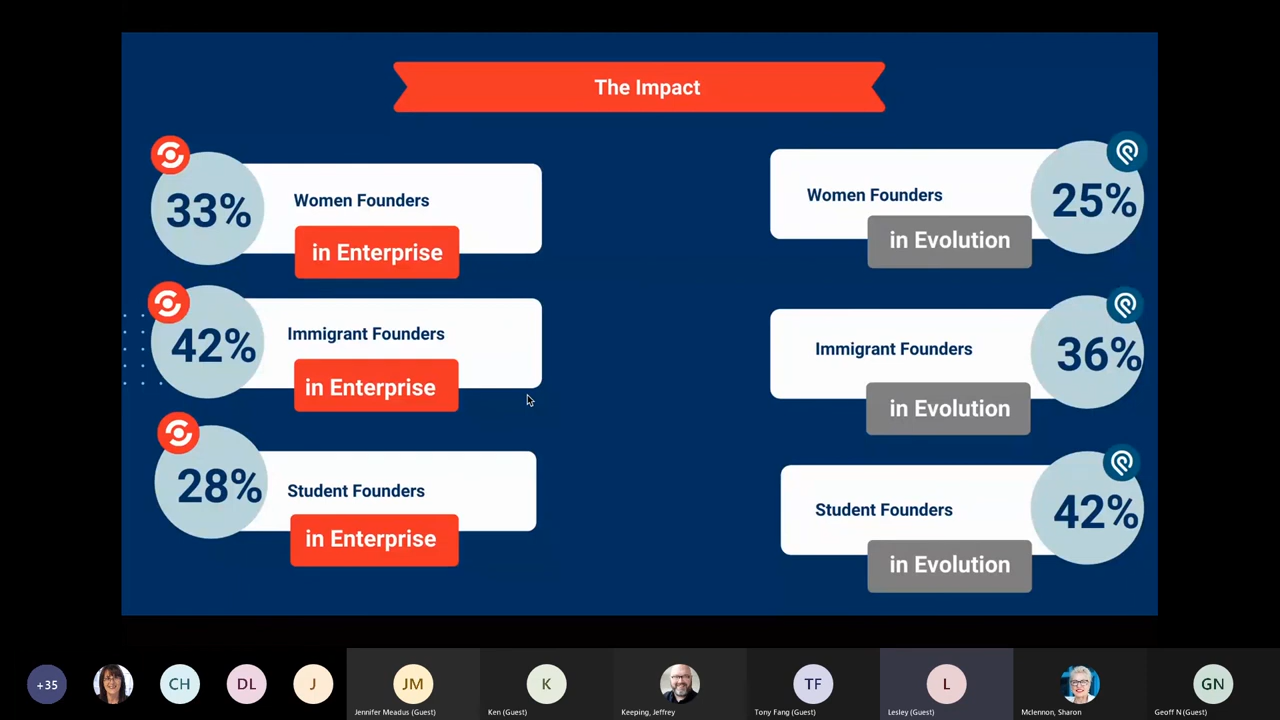 The Impact
33%
Women Founders
in Enterprise
42%
Immigrant Founders
in Enterprise
28%
Student Founders
in Enterprise
Women Founders
25%
in Evolution
Immigrant Founders
36%
in Evolution
Student Founders
42%
in Evolution
+35
CH
DL
J
JM
Jennifer Meadus (Guest)
K
Ken (Guest)
Keeping, Jeffrey
TF
Tony Fang (Guest)
L
Lesley (Guest)
Mclennon, Sharon
GN
Geoff N (Guest)